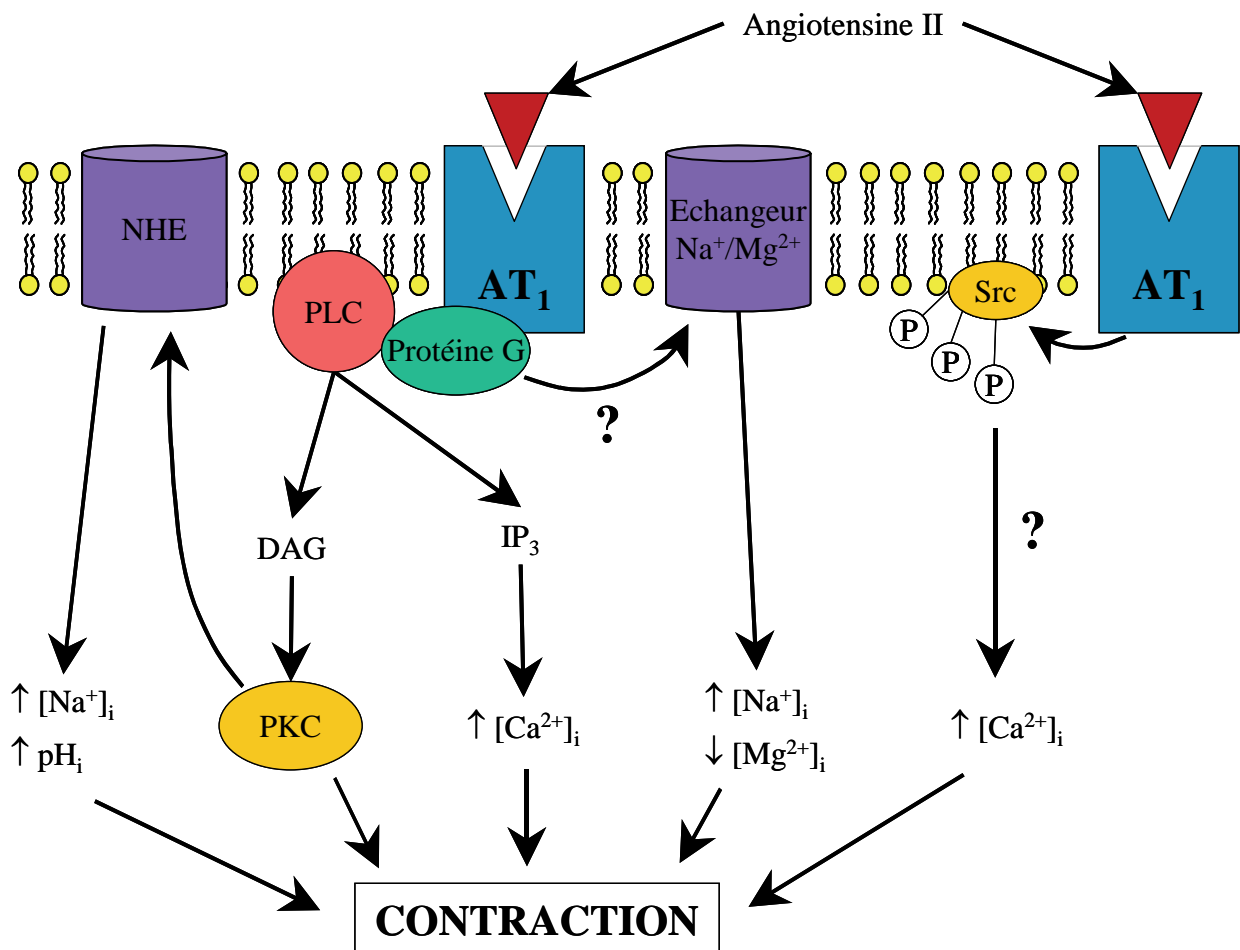 Angiotensine II
NHE
Echangeur
Na⁺/Mg²⁺
AT₁
Src
AT₁
PLC
Protéine G
P
P
P
?
?
DAG
IP₃
↑ [Na⁺]ᵢ
↑ pHᵢ
PKC
↑ [Ca²⁺]ᵢ
↑ [Na⁺]ᵢ
↓ [Mg²⁺]ᵢ
↑ [Ca²⁺]ᵢ
CONTRACTION